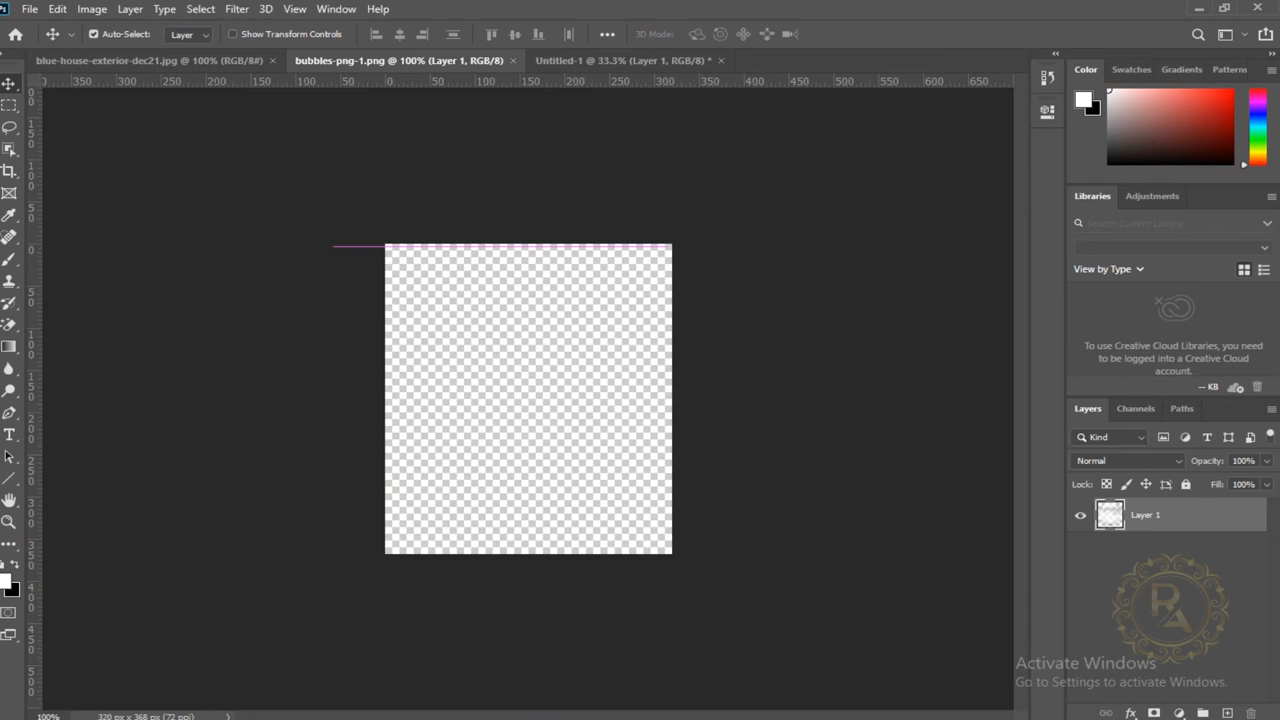 File Edit Image Layer Type Select Filter 3D View Window Help
Auto-Select: Layer Show Transform Controls 3D Mode:
blue-house-exterior-dec21.jpg @ 100% (RGB/8#) × bubbles-png-1.png @ 100% (Layer 1, RGB/8) × Untitled-1 @ 33.3% (Layer 1, RGB/8) * ×
350 300 250 200 150 100 50 0 50 100 150 200 250 300 350 400 450 500 550 600 650
Color Swatches Gradients Patterns
Libraries Adjustments
Search Current Library
View by Type
To use Creative Cloud Libraries, you need
to be logged into a Creative Cloud
account.
-- KB
Layers Channels Paths
Kind
Normal Opacity: 100%
Lock: Fill: 100%
Layer 1
RA
Activate Windows
Go to Settings to activate Windows.
100% 320 px x 368 px (72 ppi)